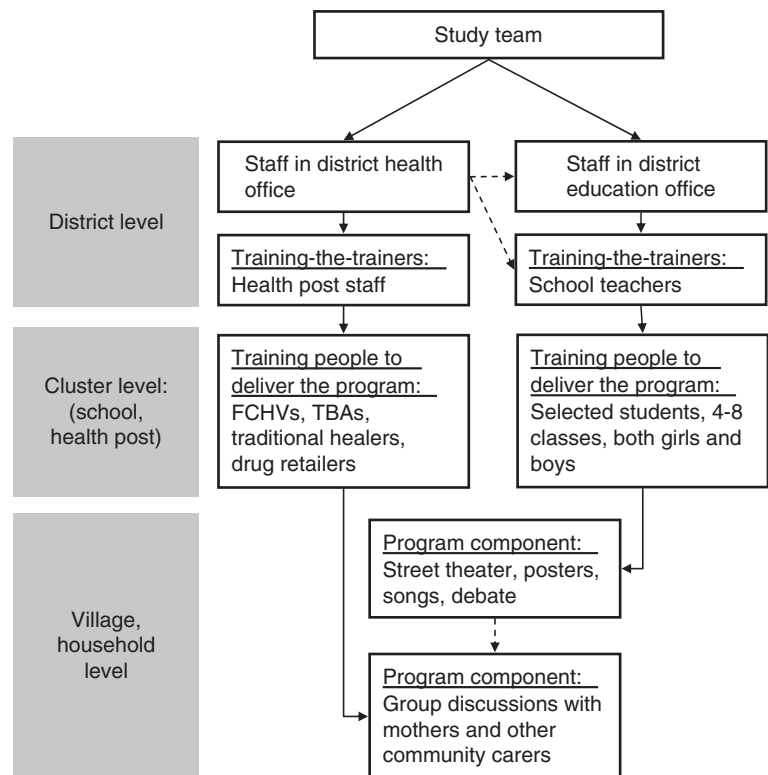 Study team
District level
Staff in district health
office
Staff in district
education office
Training-the-trainers:
Health post staff
Training-the-trainers:
School teachers
Cluster level:
(school,
health post)
Training people to
deliver the program:
FCHVs, TBAs,
traditional healers,
drug retailers
Training people to
deliver the program:
Selected students, 4-8
classes, both girls and
boys
Village,
household
level
Program component:
Street theater, posters,
songs, debate
Program component:
Group discussions with
mothers and other
community carers